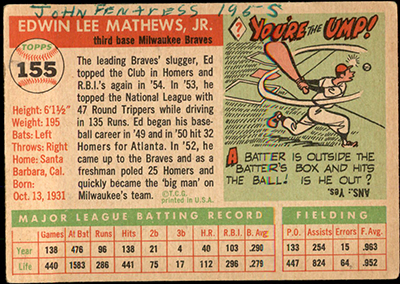 JOHN FENTRESS 1955
EDWIN LEE MATHEWS, JR.
third base Milwaukee Braves
TOPPS
155
Height: 6'1½"
Weight: 195
Bats: Left
Throws: Right
Home: Santa
Barbara, Cal.
Born:
Oct. 13, 1931
The leading Braves' slugger, Ed
topped the Club in Homers and
R.B.I.'s again in '54. In '53, he
topped the National League with
47 Round Trippers while driving
in 135 Runs. Ed began his base-
ball career in '49 and in '50 hit 32
Homers for Atlanta. In '52, he
came up to the Braves and as a
freshman poled 25 Homers and
quickly became the 'big man' on
Milwaukee's team.
©T.C.G.
printed in U.S.A.
?
YOU'RE THE UMP!
A BATTER IS OUTSIDE THE
BATTER'S BOX AND HITS
THE BALL! IS HE OUT?
ANS. Yes.
MAJOR LEAGUE BATTING RECORD
Games At Bat Runs Hits 2b 3b H.R. R.B.I. B. Avg
Year 138 476 96 138 21 4 40 103 .290
Life 440 1583 286 441 55 15 112 296 .279
FIELDING
P.O. Assists Errors F. Avg
133 254 15 .963
447 824 64 .952